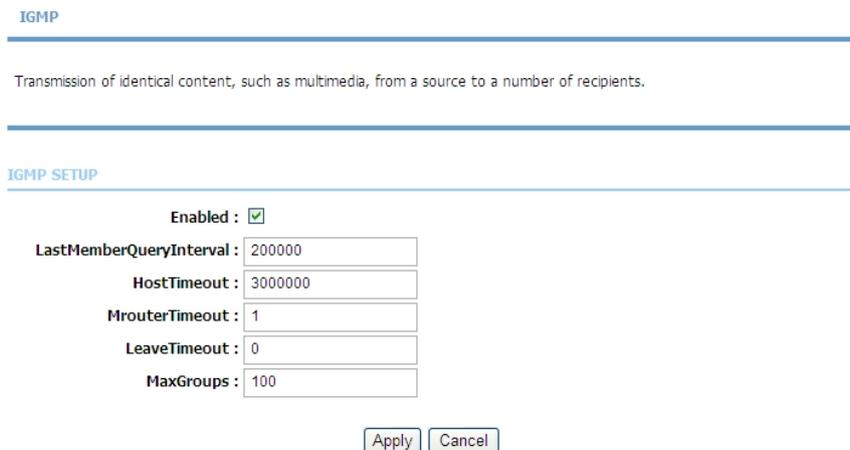 IGMP
Transmission of identical content, such as multimedia, from a source to a number of recipients.
IGMP SETUP
Enabled :
LastMemberQueryInterval : 200000
HostTimeout : 3000000
MrouterTimeout : 1
LeaveTimeout : 0
MaxGroups : 100
Apply Cancel